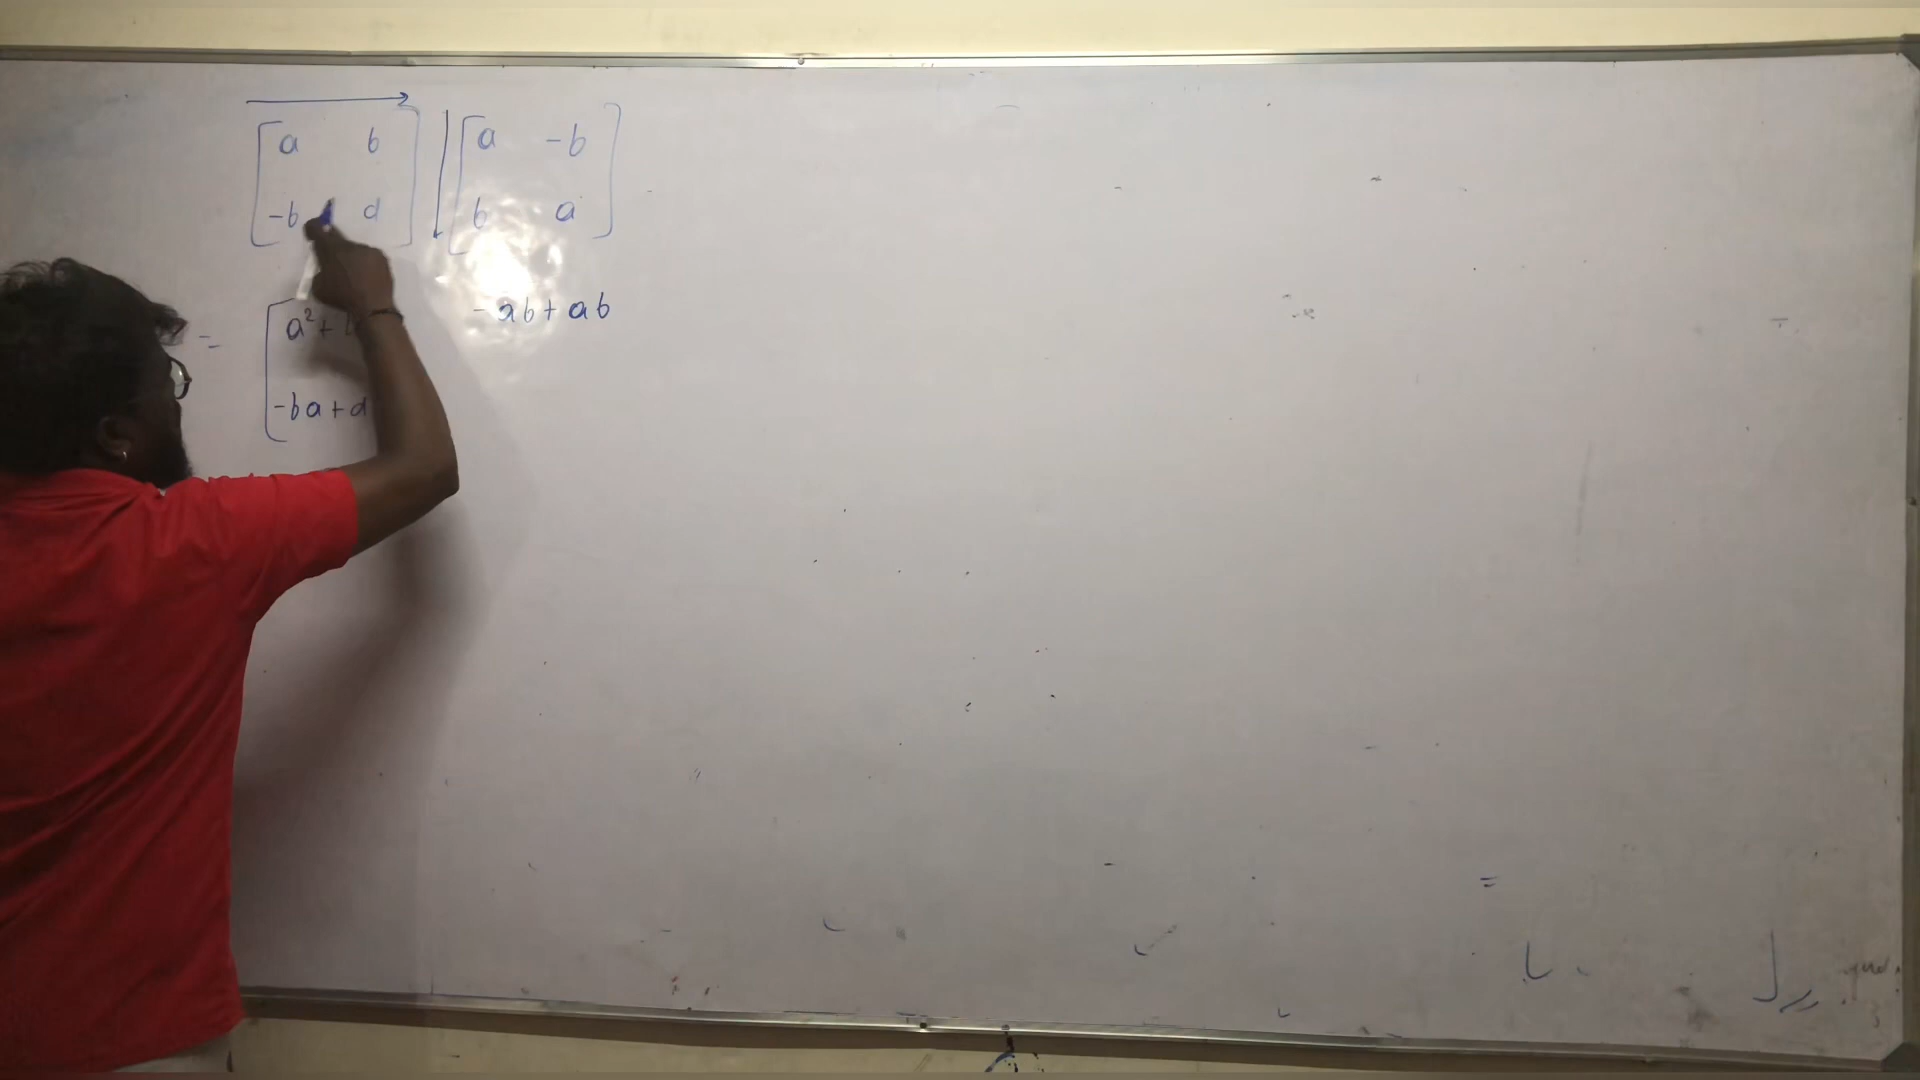 [a b] [a -b]
[-b d] [b a]
= [a²+ -ab+ab
-ba+d
=